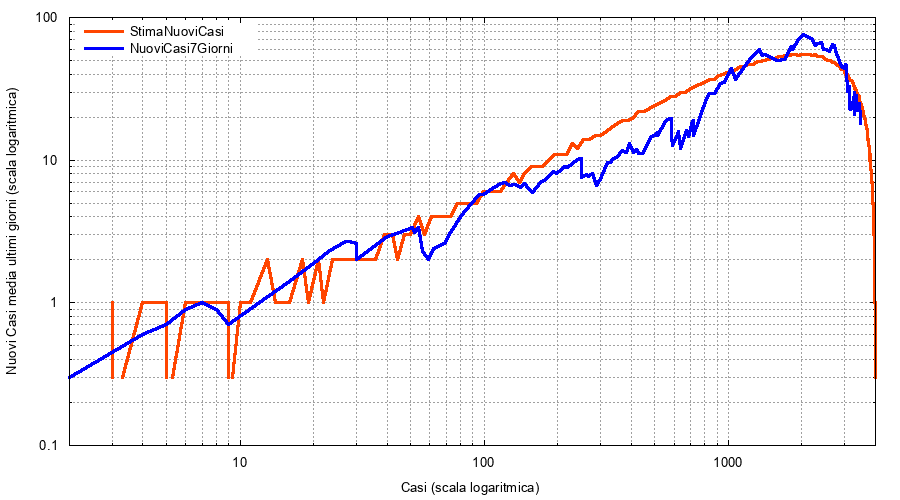 100
10
1
0.1
StimaNuoviCasi
NuoviCasi7Giorni
10
100
1000
Nuovi Casi media ultimi giorni (scala logaritmica)
Casi (scala logaritmica)